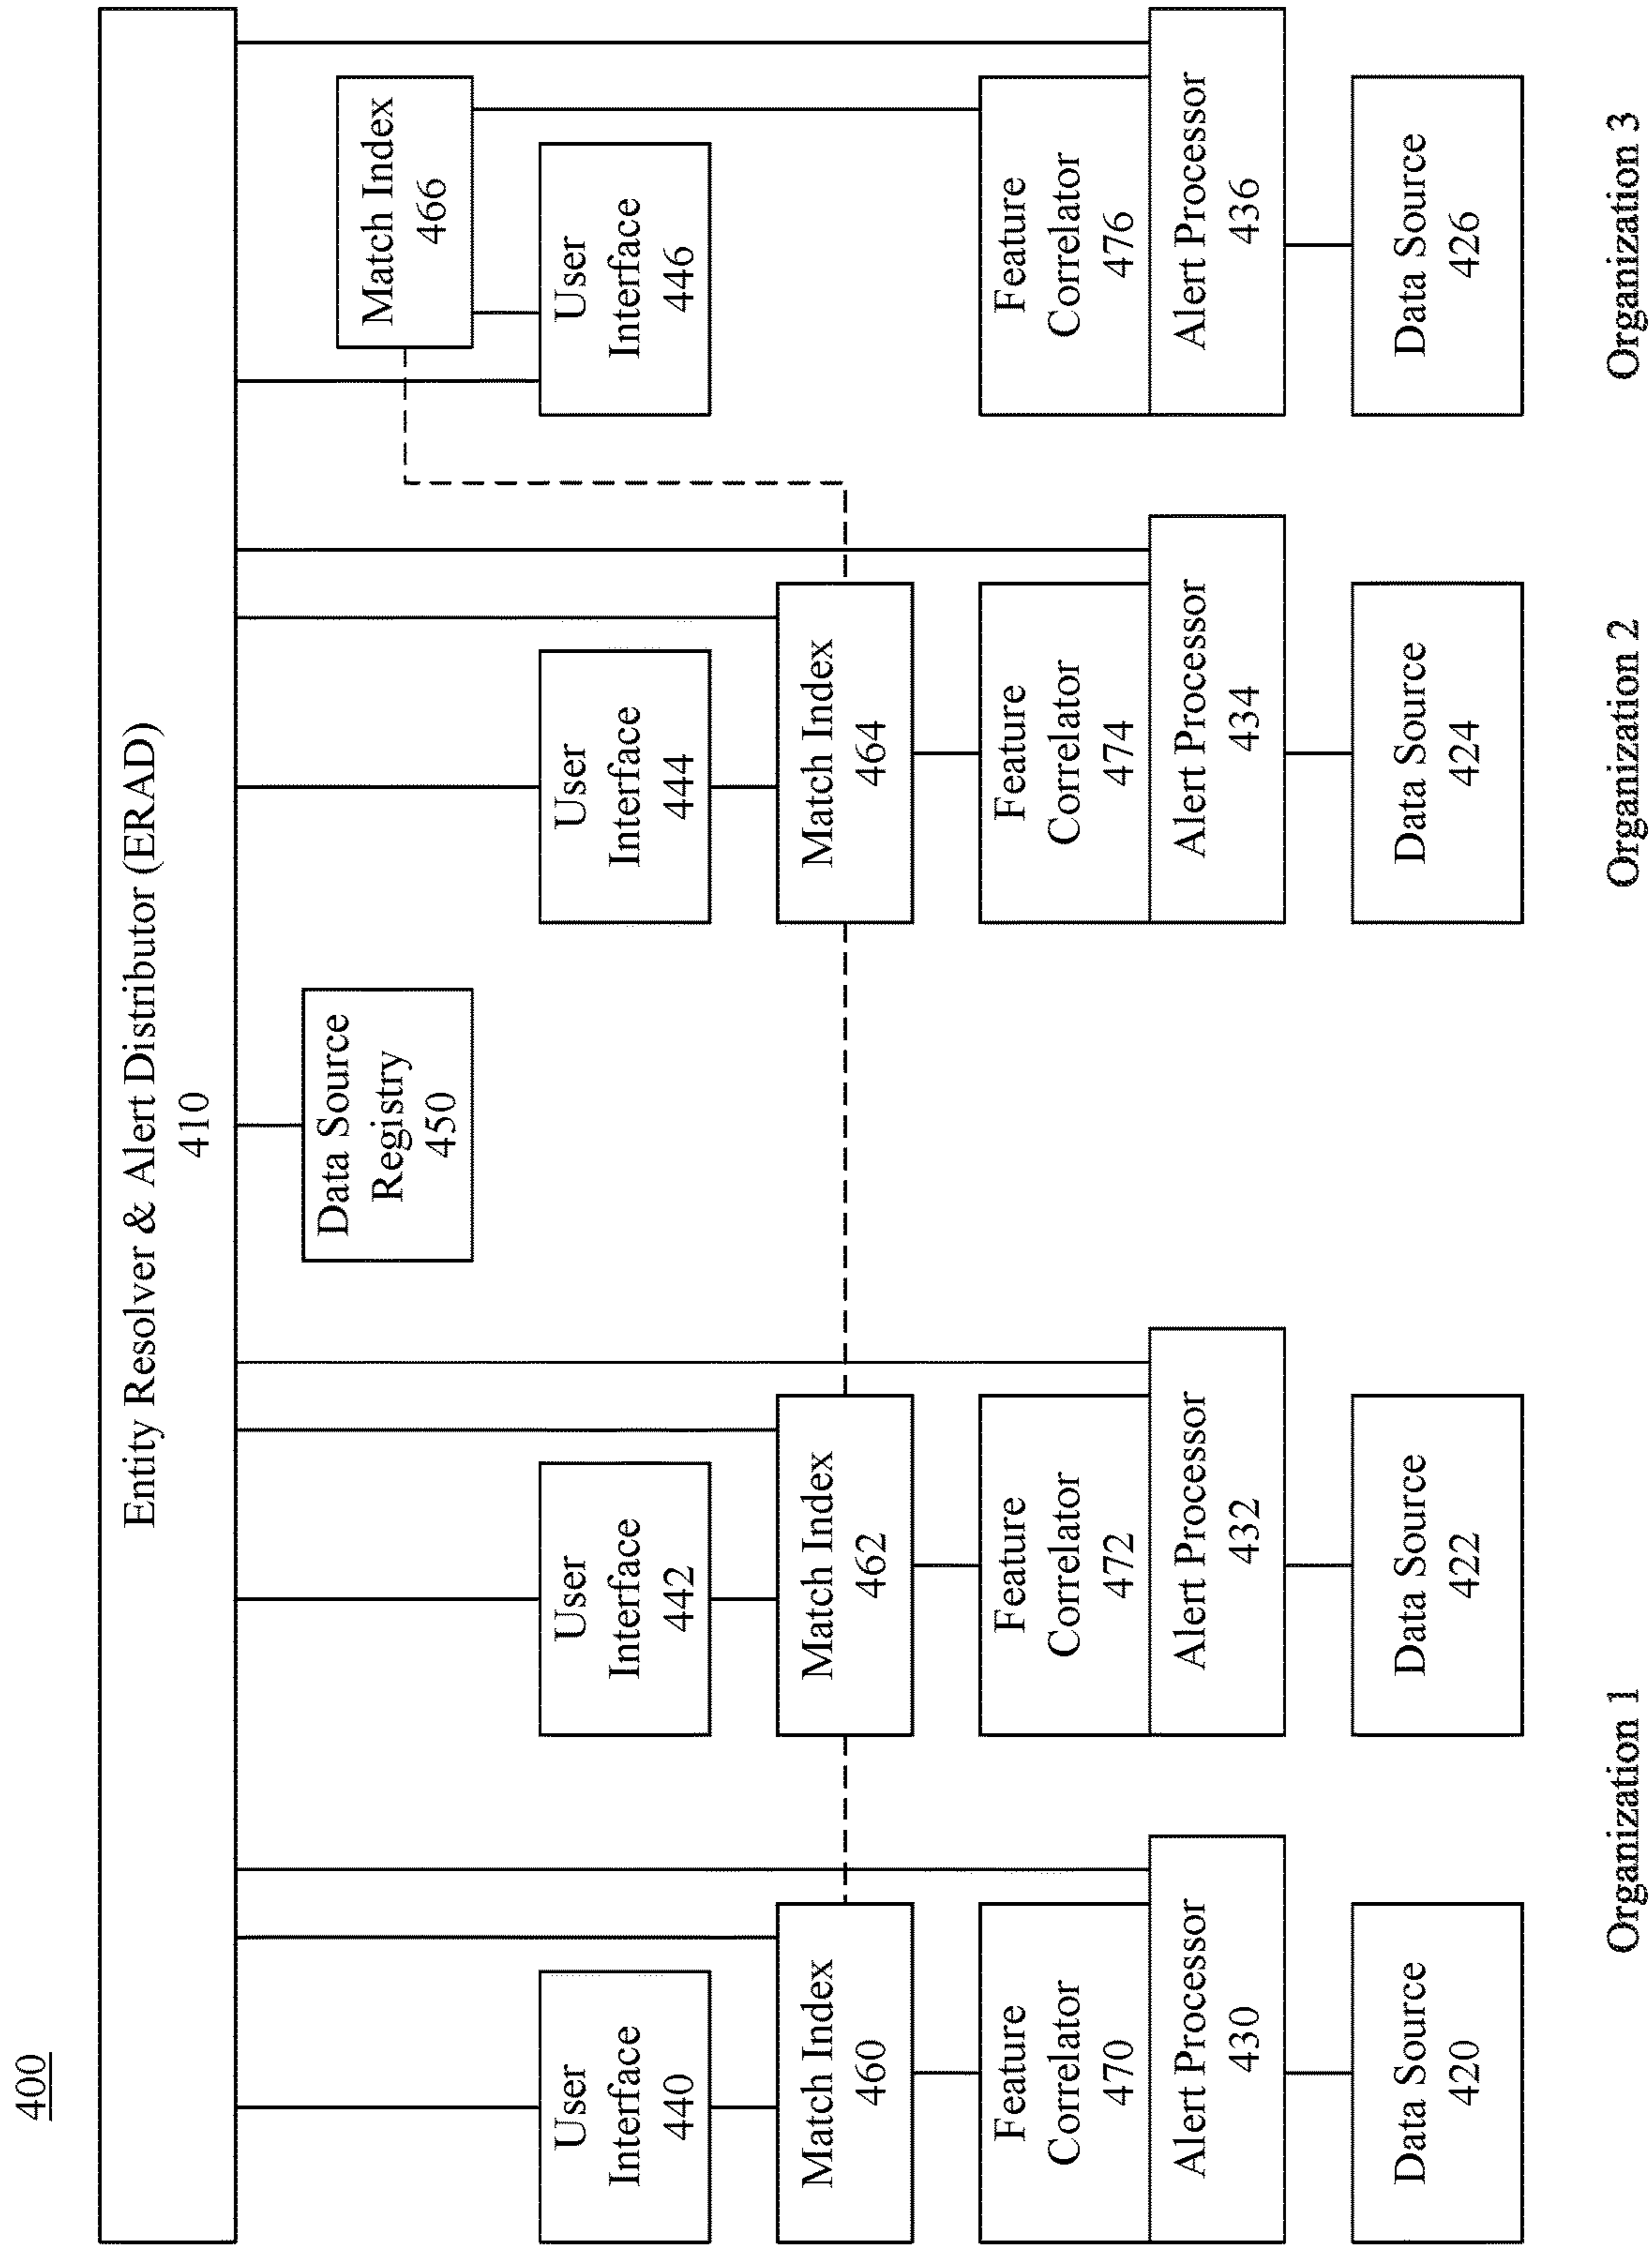 400
Entity Resolver & Alert Distributor (ERAD)
410
Data Source
Registry
450
Match Index
466
User
Interface
440
User
Interface
442
User
Interface
444
User
Interface
446
Match Index
460
Match Index
462
Match Index
464
Feature
Correlator
470
Feature
Correlator
472
Feature
Correlator
474
Feature
Correlator
476
Alert Processor
430
Alert Processor
432
Alert Processor
434
Alert Processor
436
Data Source
420
Data Source
422
Data Source
424
Data Source
426
Organization 1
Organization 2
Organization 3